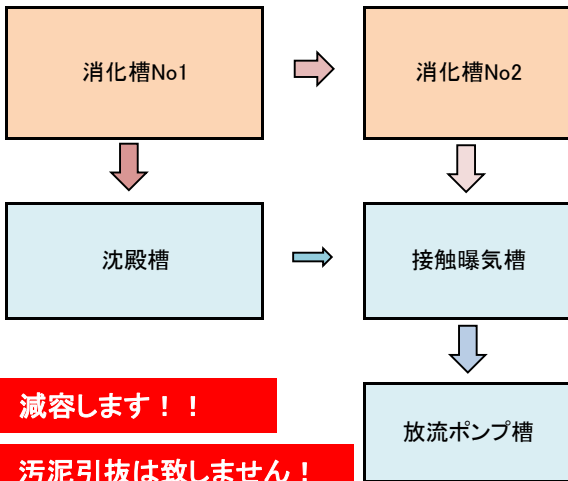 消化槽No1
消化槽No2
沈殿槽
接触曝気槽
減容します！！
放流ポンプ槽
汚泥引抜は致しません！